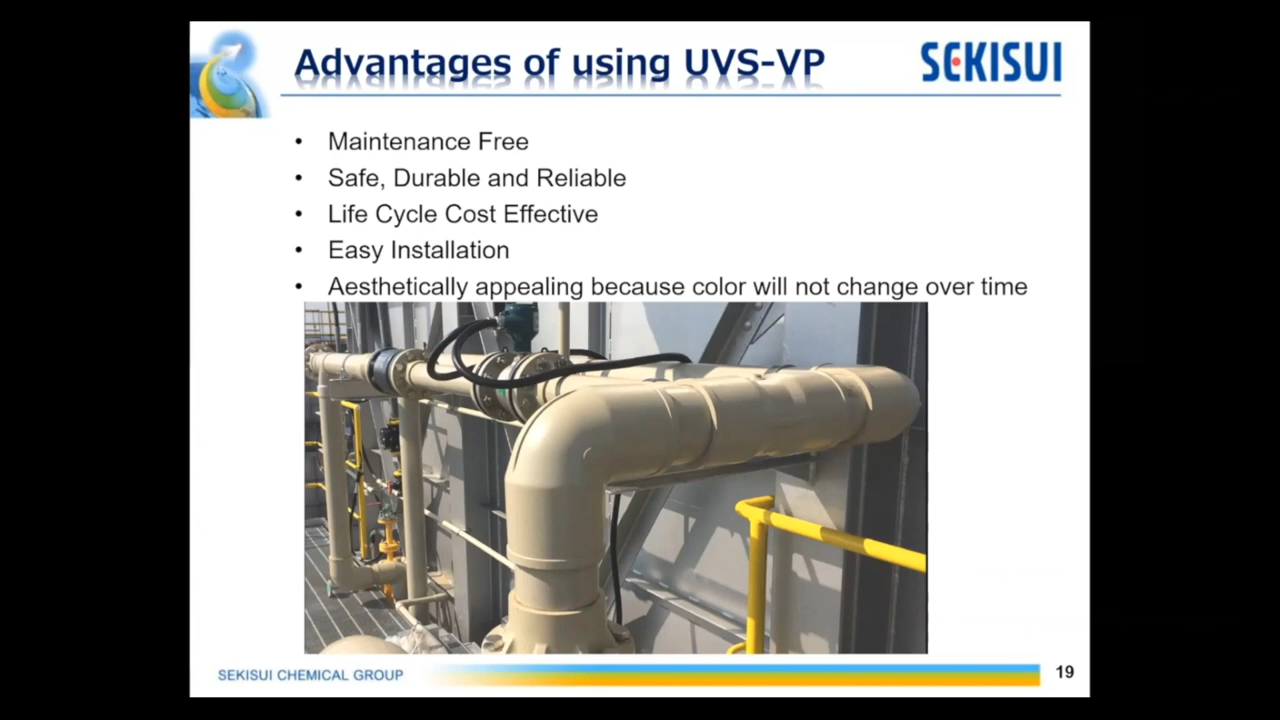 Advantages of using UVS-VP
SEKISUI
• Maintenance Free
• Safe, Durable and Reliable
• Life Cycle Cost Effective
• Easy Installation
• Aesthetically appealing because color will not change over time
SEKISUI CHEMICAL GROUP
19